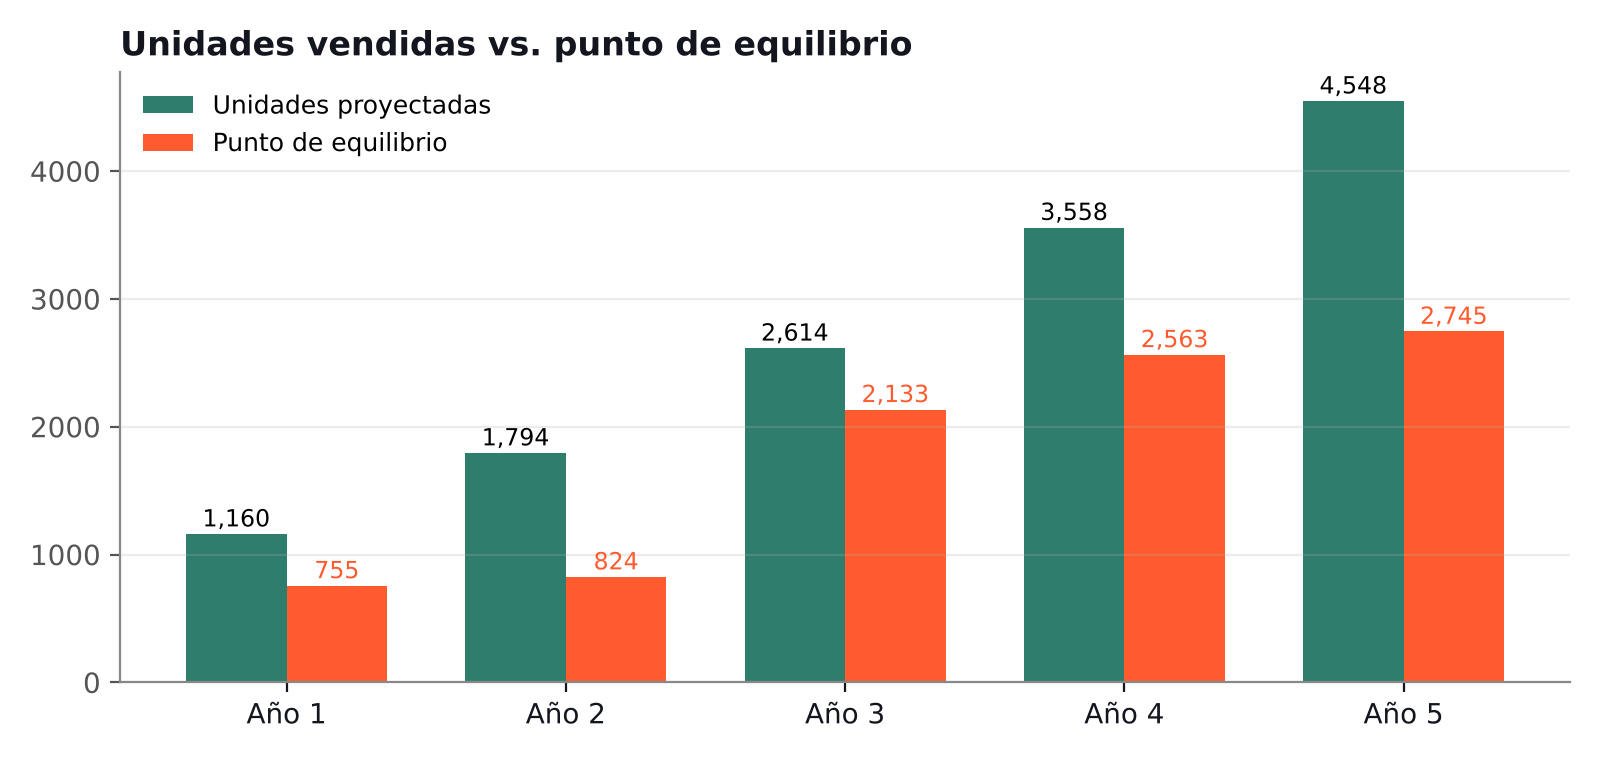 Unidades vendidas vs. punto de equilibrio
Unidades proyectadas
Punto de equilibrio
4000
3000
2000
1000
0
1,160
755
1,794
824
2,614
2,133
3,558
2,563
4,548
2,745
Año 1
Año 2
Año 3
Año 4
Año 5